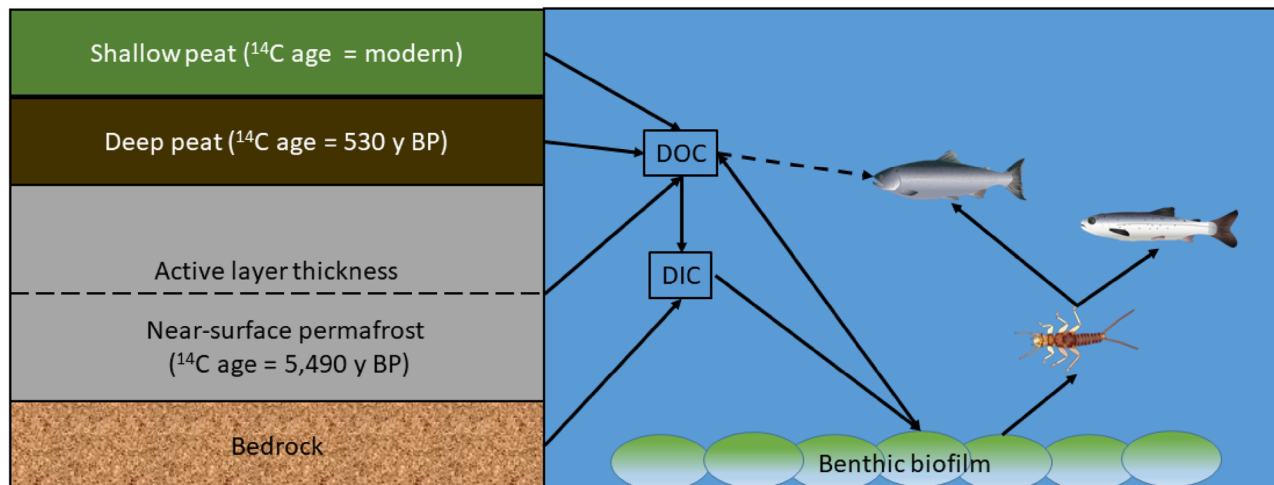 Shallow peat (¹⁴C age = modern)
Deep peat (¹⁴C age = 530 y BP)
Active layer thickness
Near-surface permafrost
(¹⁴C age = 5,490 y BP)
Bedrock
DOC
DIC
Benthic biofilm